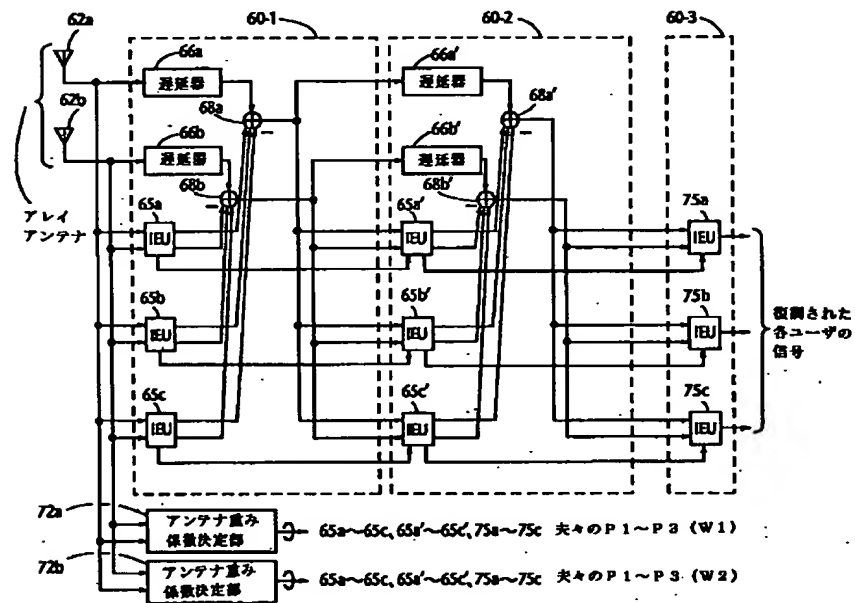 60-1
60-2
60-3
62a
62b
66a
遅延器
68a
66b
遅延器
68b
65a
IEU
アレイ
アンテナ
65b
IEU
65c
IEU
66a′
遅延器
68a′
66b′
遅延器
68b′
65a′
IEU
65b′
IEU
65c′
IEU
75a
IEU
75b
IEU
75c
IEU
復調された
各ユーザの
信号
72a
アンテナ重み
係数決定部
65a〜65c、65a′〜65c′、75a〜75c 夫々のP1〜P3 (W1)
72b
アンテナ重み
係数決定部
65a〜65c、65a′〜65c′、75a〜75c 夫々のP1〜P3 (W2)